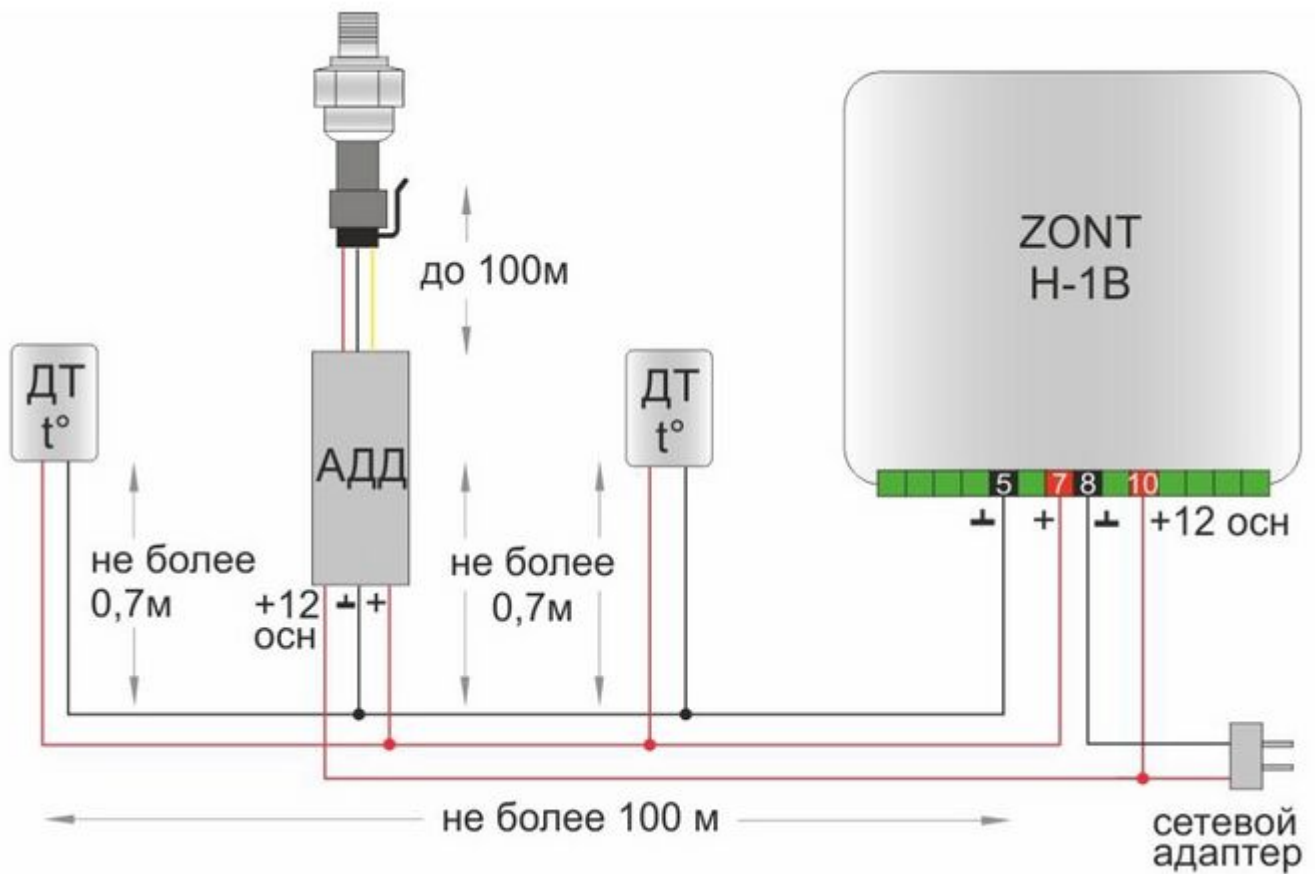 до 100м
ZONT
H-1B
ДТ
t°
АДД
ДТ
t°
5
7
8
10
⊥
+
⊥
+12 осн
не более
0,7м
+12
осн
⊥
+
не более
0,7м
не более 100 м
сетевой
адаптер